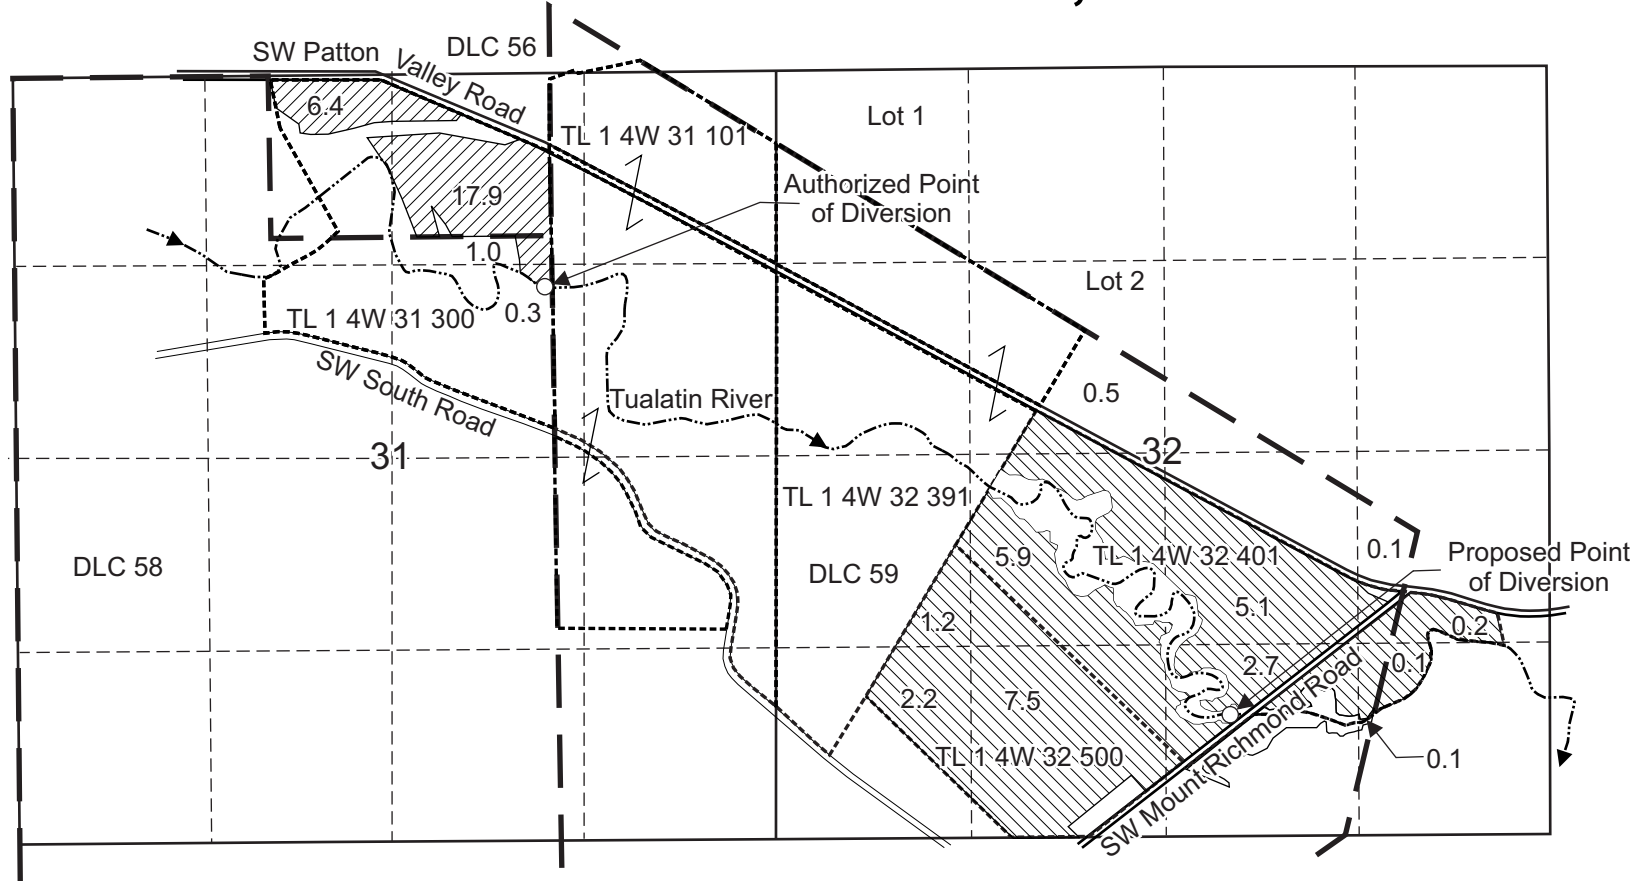 SW Patton
Valley Road
DLC 56
6.4
TL 1 4W 31 101
Lot 1
17.9
Authorized Point
of Diversion
1.0
Lot 2
0.3
TL 1 4W 31 300
SW South Road
Tualatin River
0.5
31
32
TL 1 4W 32 391
DLC 58
DLC 59
5.9
TL 1 4W 32 401
0.1
Proposed Point
of Diversion
5.1
1.2
0.2
2.7
0.1
2.2
7.5
TL 1 4W 32 500
SW Mount Richmond Road
0.1